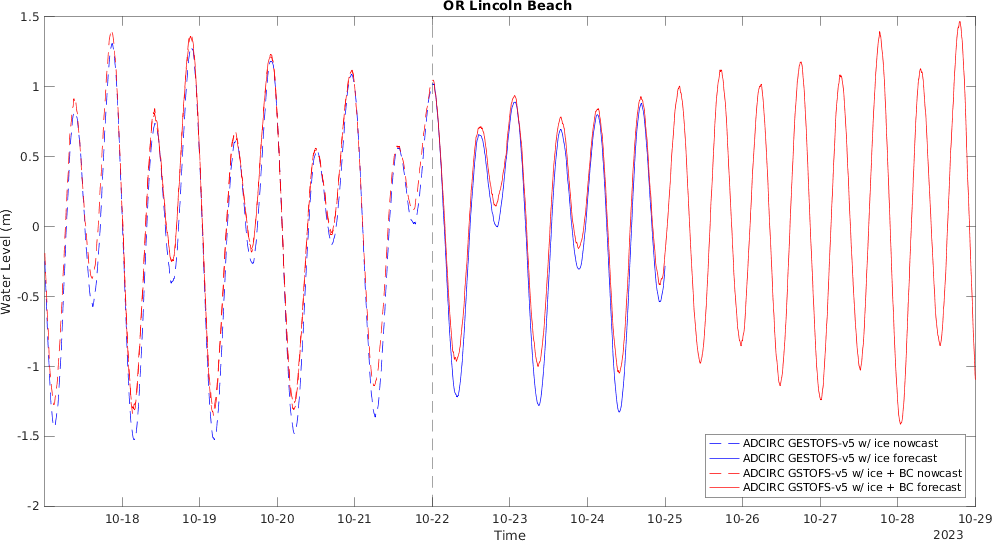 OR Lincoln Beach
1.5
1
0.5
0
-0.5
-1
-1.5
-2
Water Level (m)
ADCIRC GESTOFS-v5 w/ ice nowcast
ADCIRC GESTOFS-v5 w/ ice forecast
ADCIRC GSTOFS-v5 w/ ice + BC nowcast
ADCIRC GSTOFS-v5 w/ ice + BC forecast
10-18 10-19 10-20 10-21 10-22 10-23 10-24 10-25 10-26 10-27 10-28 10-29
Time
2023